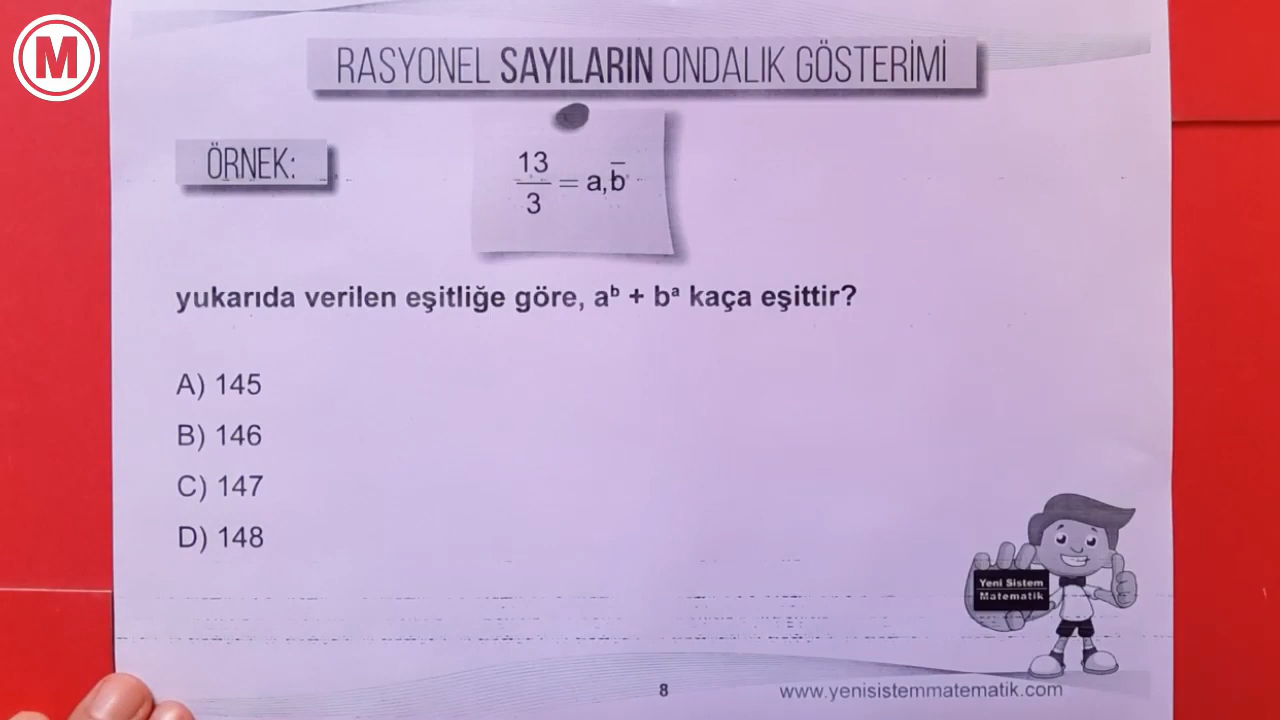 M
RASYONEL SAYILARIN ONDALIK GÖSTERİMİ
ÖRNEK:
13/3 = a,b̅
yukarıda verilen eşitliğe göre, aᵇ + bᵃ kaça eşittir?
A) 145
B) 146
C) 147
D) 148
Yeni Sistem
Matematik
8
www.yenisistemmatematik.com